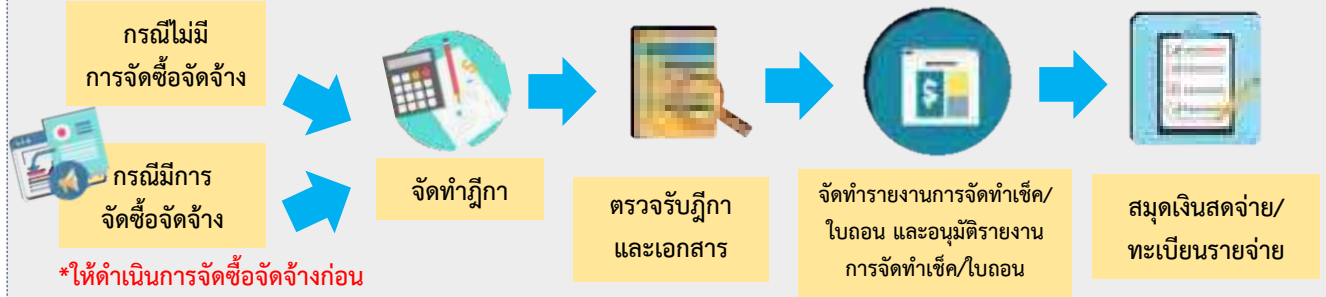 กรณีไม่มี
การจัดซื้อจัดจ้าง
กรณีมีการ
จัดซื้อจัดจ้าง
*ให้ดำเนินการจัดซื้อจัดจ้างก่อน
จัดทำฎีกา
ตรวจรับฎีกา
และเอกสาร
จัดทำรายงานการจัดทำเช็ค/
ใบถอน และอนุมัติรายงาน
การจัดทำเช็ค/ใบถอน
สมุดเงินสดจ่าย/
ทะเบียนรายจ่าย